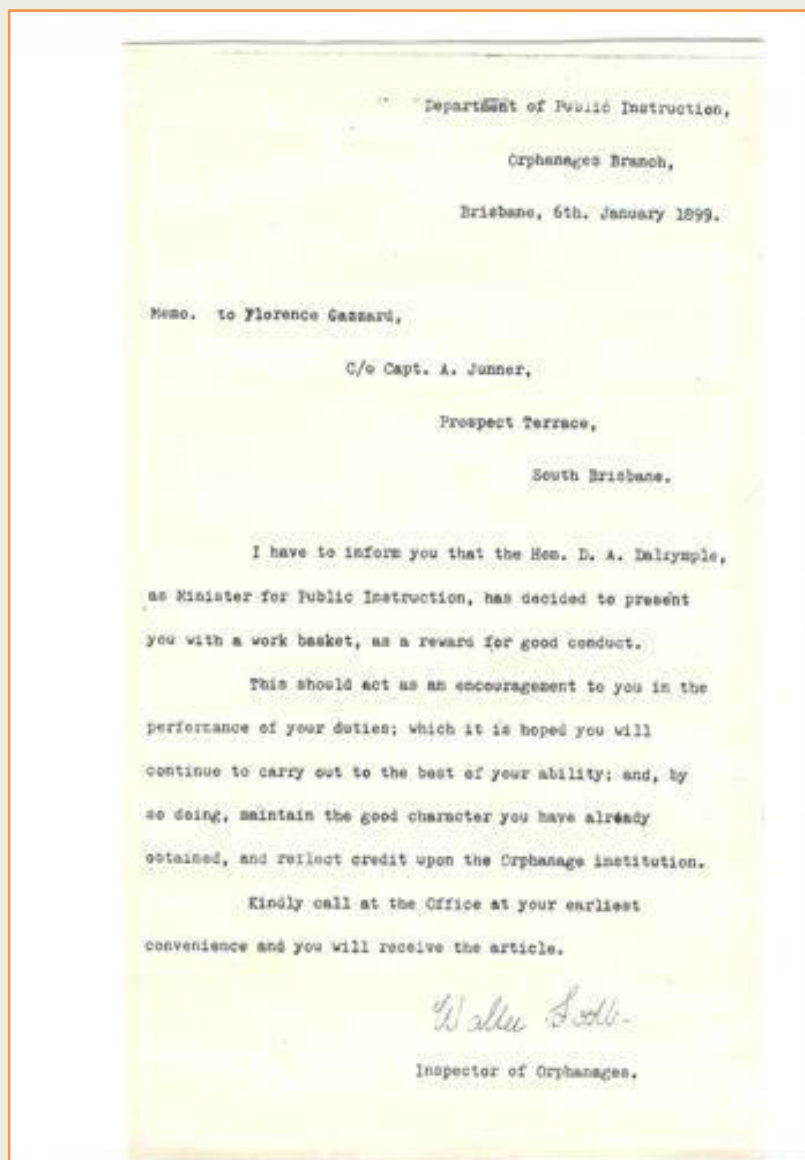 Department of Public Instruction,
Orphanages Branch,
Brisbane, 6th. January 1899.
Memo. to Florence Gazzard,
C/o Capt. A. Junner,
Prospect Terrace,
South Brisbane.
I have to inform you that the Hon. D. A. Dalrymple,
as Minister for Public Instruction, has decided to present
you with a work basket, as a reward for good conduct.
This should act as an encouragement to you in the
performance of your duties; which it is hoped you will
continue to carry out to the best of your ability; and, by
so doing, maintain the good character you have already
obtained, and reflect credit upon the Orphanage institution.
Kindly call at the Office at your earliest
convenience and you will receive the article.
Walter
Inspector of Orphanages.